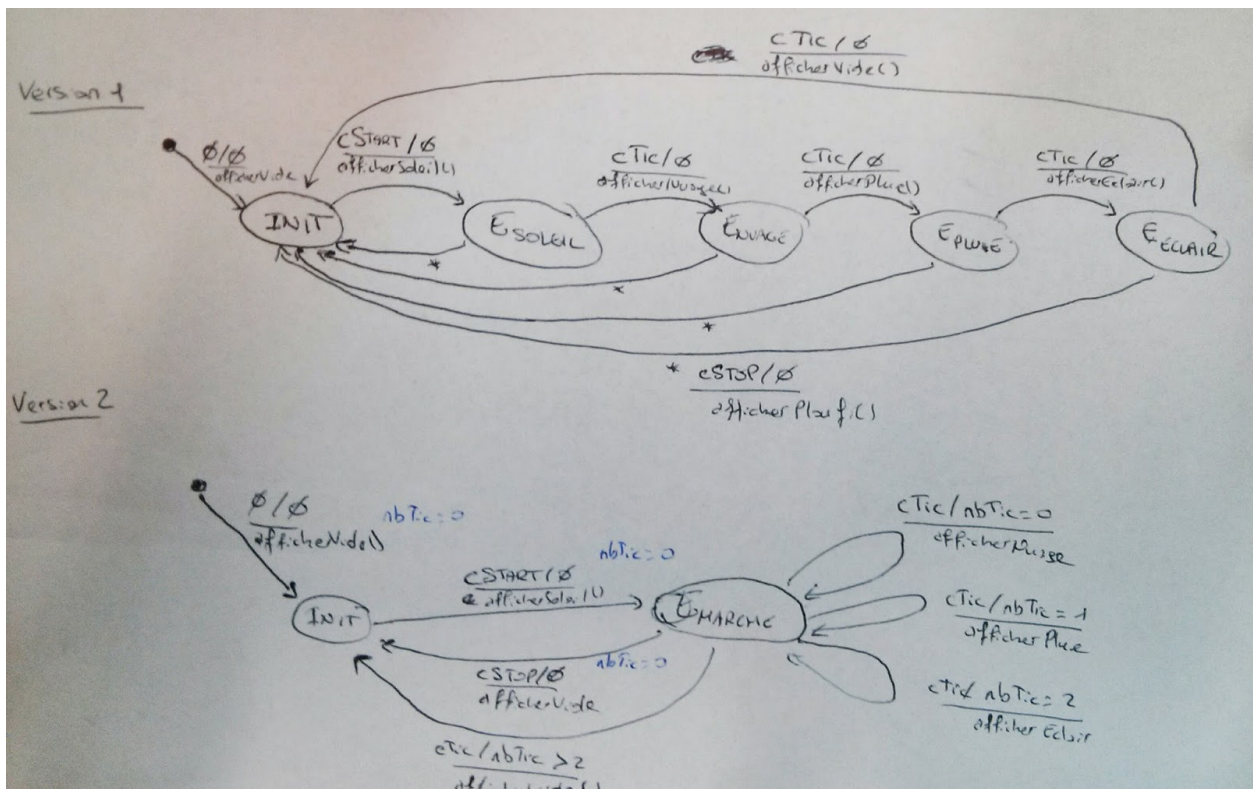 cTic/ø
afficherVide()
Version 1
ø/ø
afficherVide
cSTART/ø
afficherSoleil()
cTic/ø
afficherNuage()
cTic/ø
afficherPluie()
cTic/ø
afficherEclair()
INIT
ESOLEIL
ENUAGE
EPLUIE
EECLAIR
*
*
*
* cSTOP/ø
afficher
Version 2
ø/ø
afficherVide()
nbTic=0
nbTic=0
cSTART/ø
afficherSoleil()
INIT
EMARCHE
cTic/nbTic=0
afficherNuage
cTic/nbTic=1
afficherPluie
cTic/nbTic=2
afficherEclair
nbTic=0
cSTOP/ø
afficherVide
cTic/nbTic>2